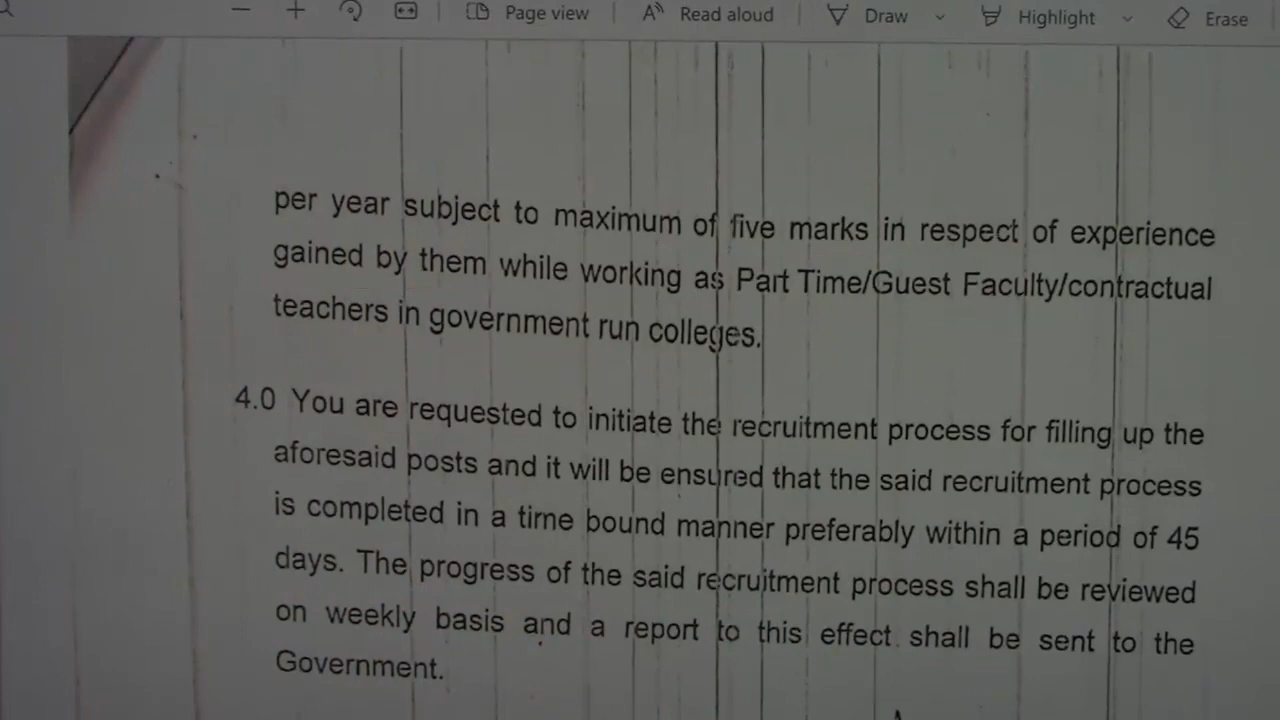 Page view
Read aloud
Draw
Highlight
Erase
per year subject to maximum of five marks in respect of experience
gained by them while working as Part Time/Guest Faculty/contractual
teachers in government run colleges.
4.0 You are requested to initiate the recruitment process for filling up the
aforesaid posts and it will be ensured that the said recruitment process
is completed in a time bound manner preferably within a period of 45
days. The progress of the said recruitment process shall be reviewed
on weekly basis and a report to this effect shall be sent to the
Government.